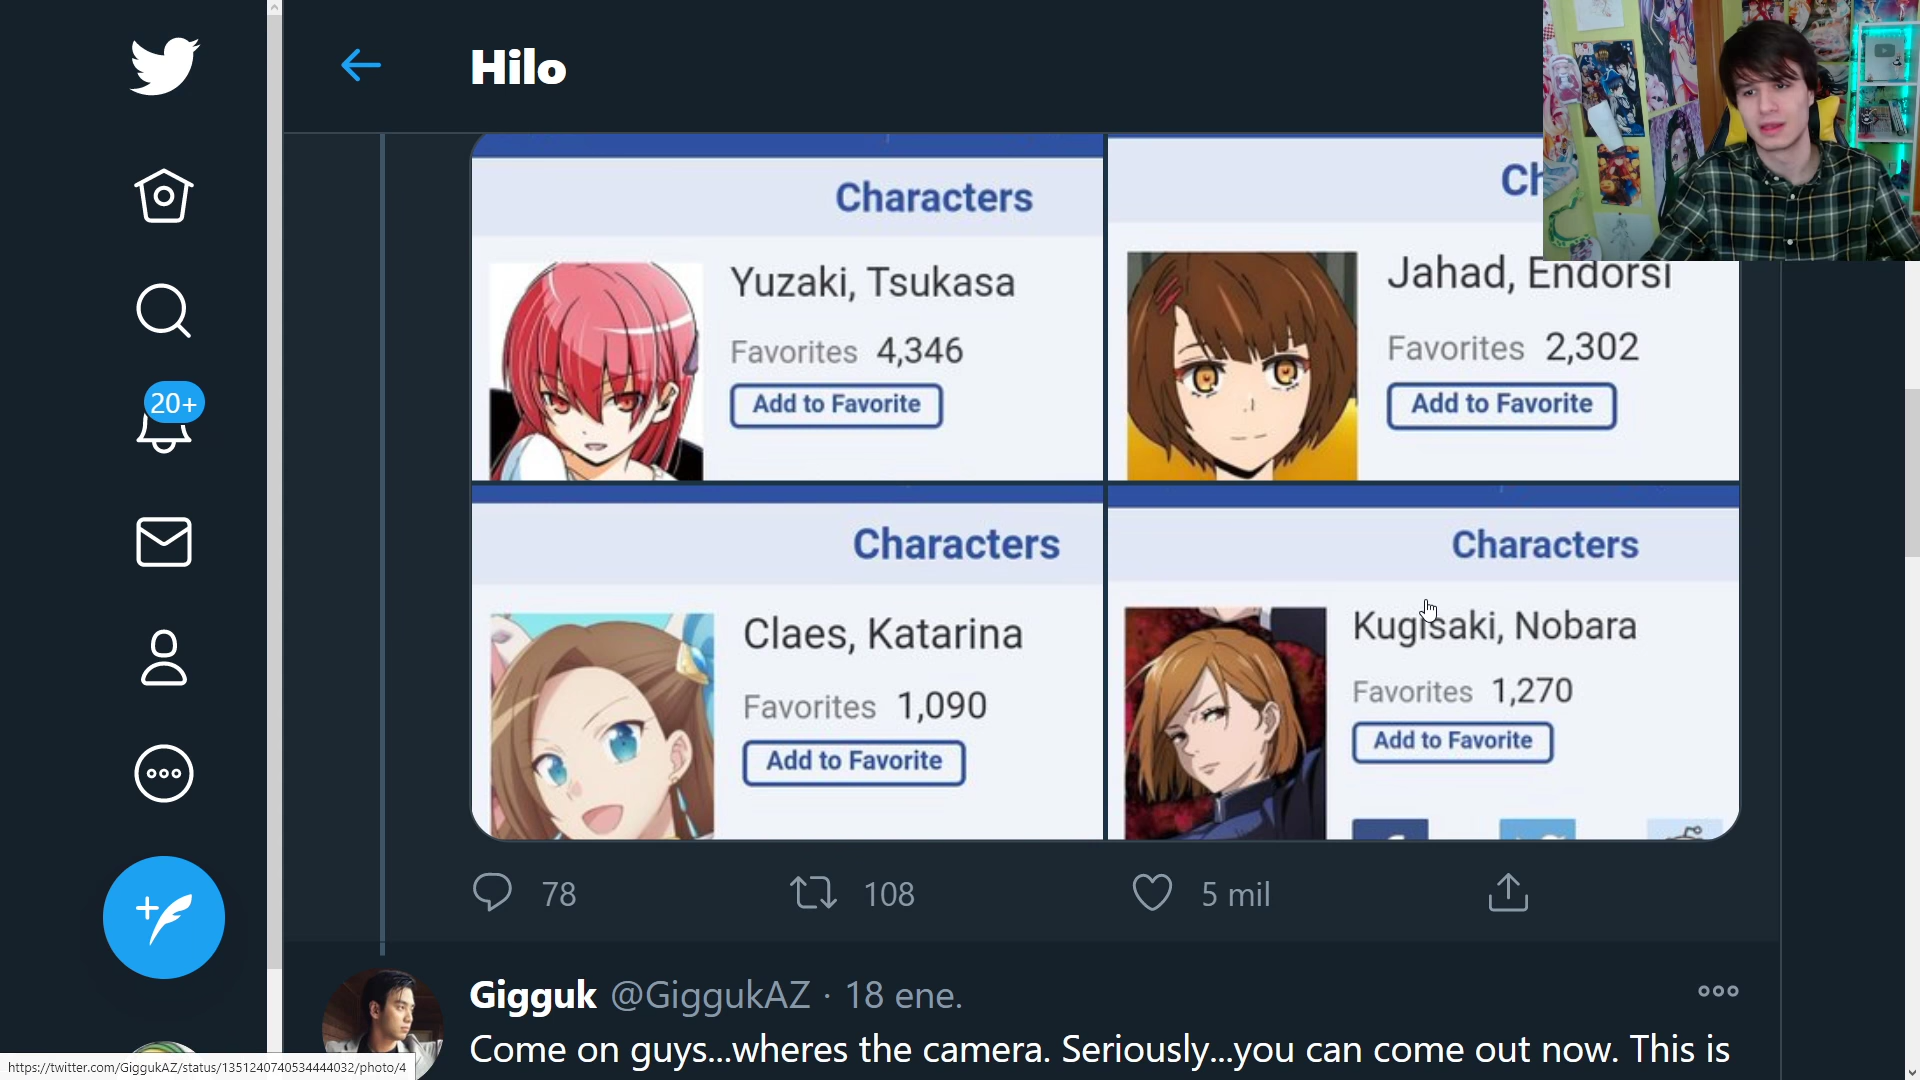 Hilo
20+
Characters
Yuzaki, Tsukasa
Favorites 4,346
Add to Favorite
Ch
Jahad, Endorsi
Favorites 2,302
Add to Favorite
Characters
Claes, Katarina
Favorites 1,090
Add to Favorite
Characters
Kugisaki, Nobara
Favorites 1,270
Add to Favorite
78
108
5 mil
Gigguk @GiggukAZ · 18 ene.
Come on guys...wheres the camera. Seriously...you can come out now. This is
https://twitter.com/GiggukAZ/status/1351240740534444032/photo/4